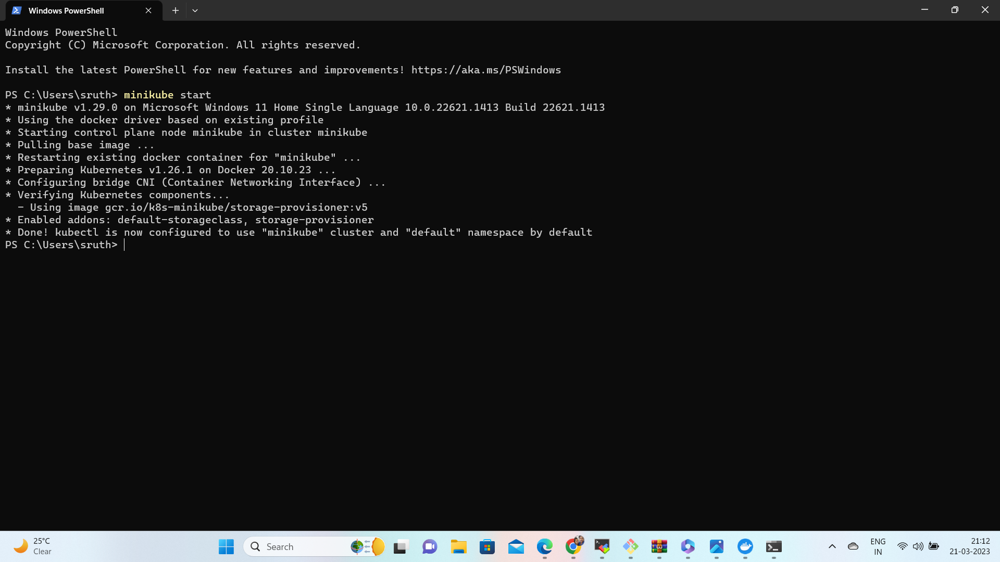 Windows PowerShell
Windows PowerShell
Copyright (C) Microsoft Corporation. All rights reserved.
Install the latest PowerShell for new features and improvements! https://aka.ms/PSWindows
PS C:\Users\sruth> minikube start
* minikube v1.29.0 on Microsoft Windows 11 Home Single Language 10.0.22621.1413 Build 22621.1413
* Using the docker driver based on existing profile
* Starting control plane node minikube in cluster minikube
* Pulling base image ...
* Restarting existing docker container for "minikube" ...
* Preparing Kubernetes v1.26.1 on Docker 20.10.23 ...
* Configuring bridge CNI (Container Networking Interface) ...
* Verifying Kubernetes components...
  - Using image gcr.io/k8s-minikube/storage-provisioner:v5
* Enabled addons: default-storageclass, storage-provisioner
* Done! kubectl is now configured to use "minikube" cluster and "default" namespace by default
PS C:\Users\sruth>
25°C
Clear
Search
ENG
IN
21:12
21-03-2023